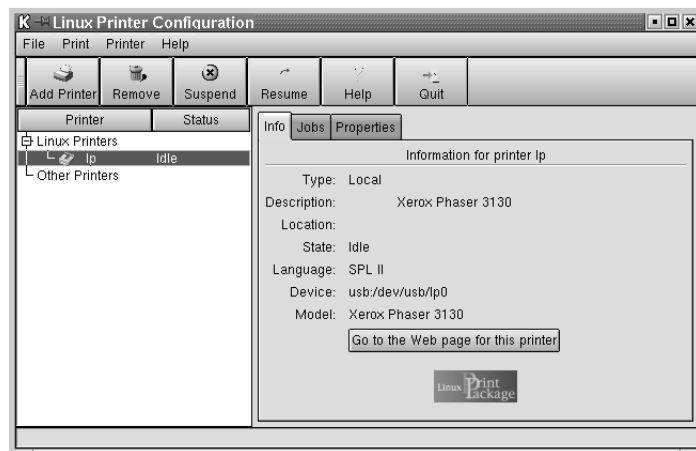 Linux Printer Configuration
File Print Printer Help
Add Printer Remove Suspend Resume Help Quit
Printer Status
Linux Printers
lp Idle
Other Printers
Info Jobs Properties
Information for printer lp
Type: Local
Description: Xerox Phaser 3130
Location:
State: Idle
Language: SPL II
Device: usb:/dev/usb/lp0
Model: Xerox Phaser 3130
Go to the Web page for this printer
Linux Print
Package